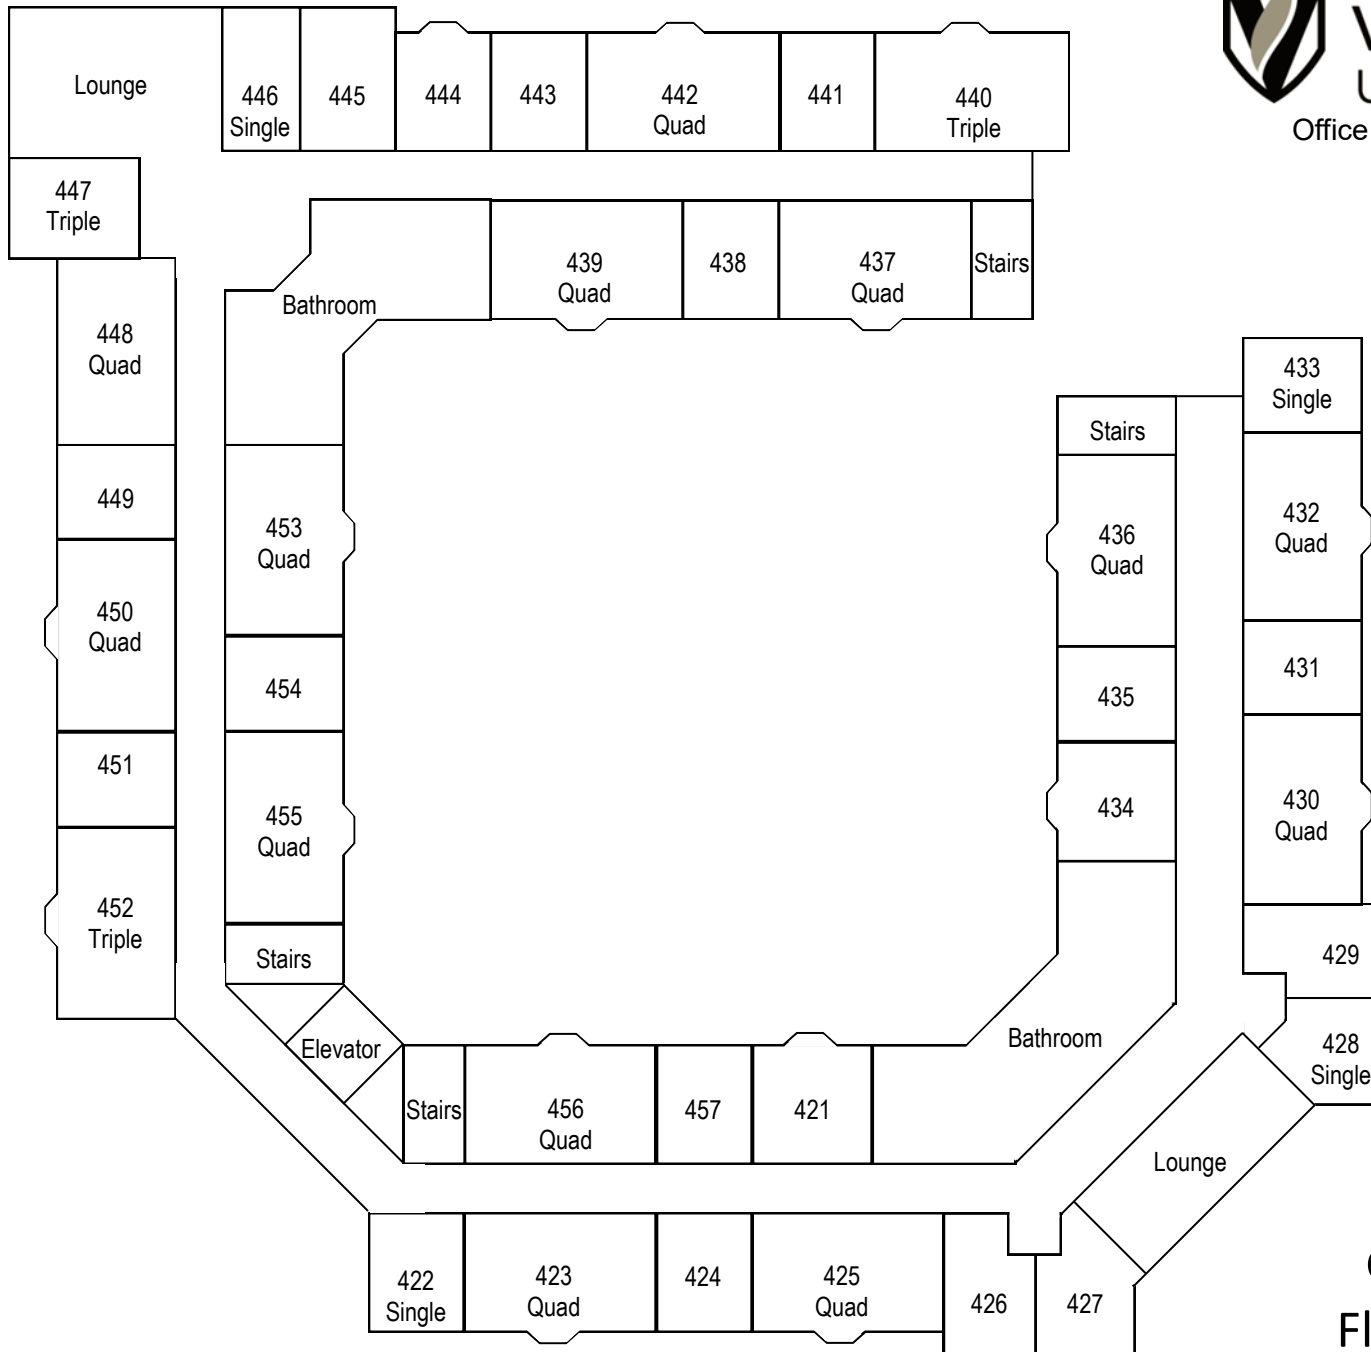 Lounge
446
Single
445
444
443
442
Quad
441
440
Triple
Office
447
Triple
439
Quad
438
437
Quad
Stairs
Bathroom
448
Quad
433
Single
Stairs
449
453
Quad
436
Quad
432
Quad
450
Quad
454
435
431
451
455
Quad
434
430
Quad
452
Triple
Stairs
429
Elevator
Bathroom
428
Single
Stairs
456
Quad
457
421
Lounge
422
Single
423
Quad
424
425
Quad
426
427